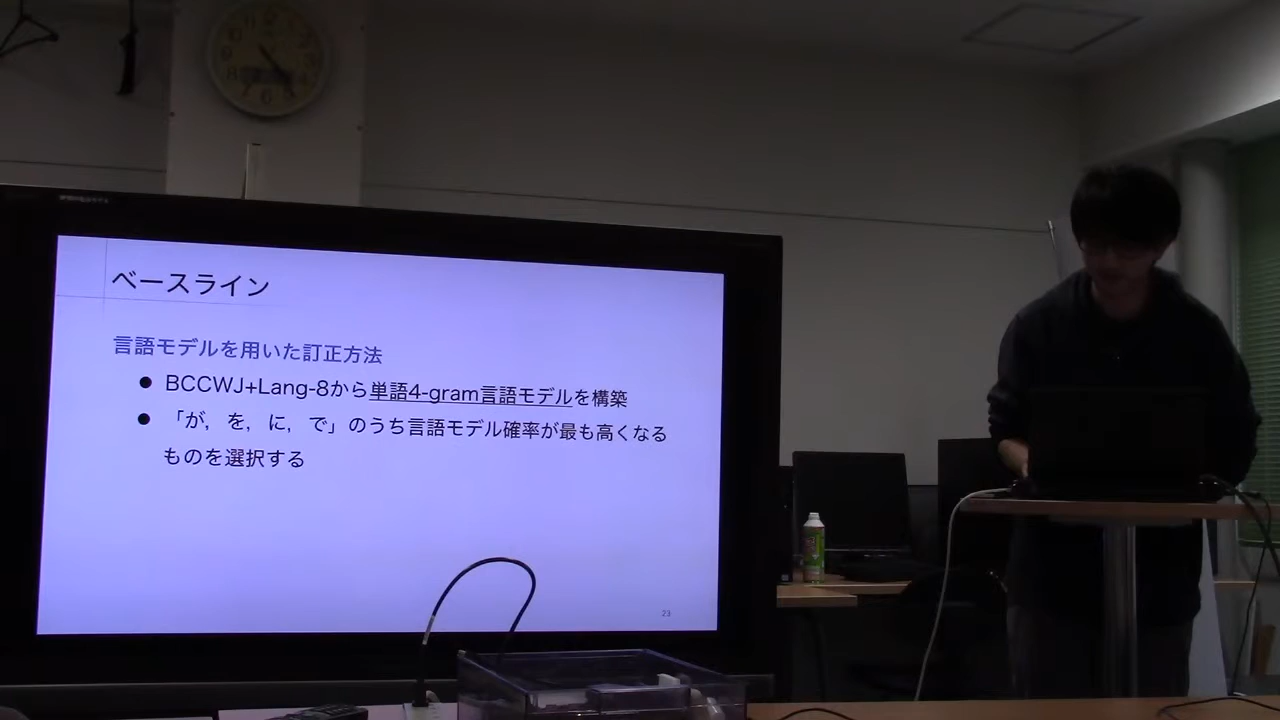 ベースライン
言語モデルを用いた訂正方法
● BCCWJ+Lang-8から単語4-gram言語モデルを構築
● 「が，を，に，で」のうち言語モデル確率が最も高くなる
ものを選択する
23